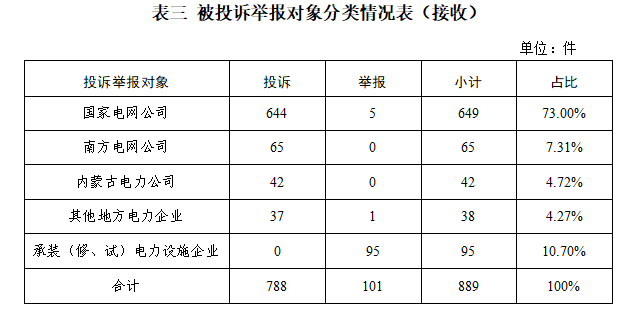 表三 被投诉举报对象分类情况表（接收）
单位：件
投诉举报对象 投诉 举报 小计 占比
国家电网公司 644 5 649 73.00%
南方电网公司 65 0 65 7.31%
内蒙古电力公司 42 0 42 4.72%
其他地方电力企业 37 1 38 4.27%
承装（修、试）电力设施企业 0 95 95 10.70%
合计 788 101 889 100%